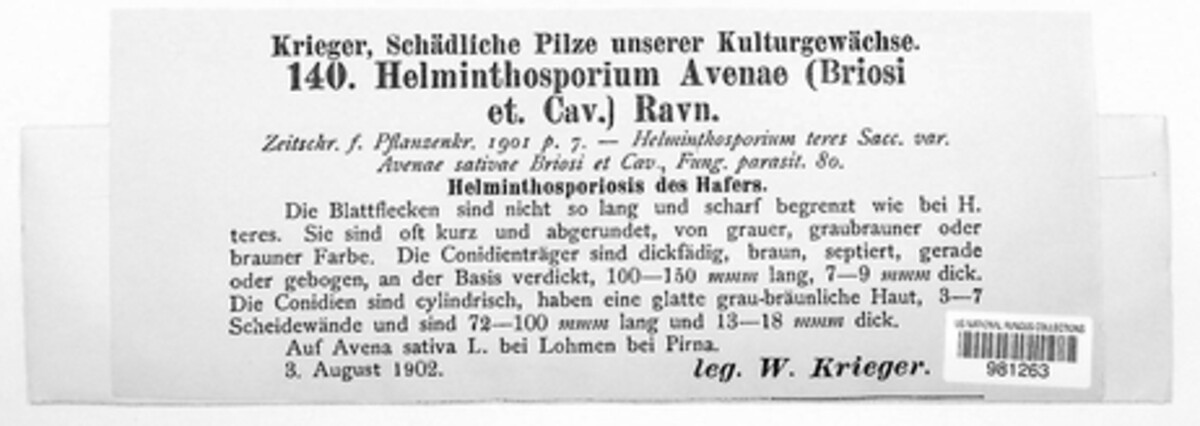 Krieger, Schädliche Pilze unserer Kulturgewächse.
140. Helminthosporium Avenae (Briosi
et. Cav.) Ravn.
Zeitschr. f. Pflanzenkr. 1901 p. 7. — Helminthosporium teres Sacc. var.
Avenae sativae Briosi et Cav., Fung. parasit. 80.
Helminthosporiosis des Hafers.
Die Blattflecken sind nicht so lang und scharf begrenzt wie bei H.
teres. Sie sind oft kurz und abgerundet, von grauer, graubrauner oder
brauner Farbe. Die Conidienträger sind dickfädig, braun, septiert, gerade
oder gebogen, an der Basis verdickt, 100—150 mmm lang, 7—9 mmm dick.
Die Conidien sind cylindrisch, haben eine glatte grau-bräunliche Haut, 3—7
Scheidewände und sind 72—100 mmm lang und 13—18 mmm dick.
Auf Avena sativa L. bei Lohmen bei Pirna.
3. August 1902. leg. W. Krieger.
US NATIONAL FUNGUS COLLECTIONS
981263